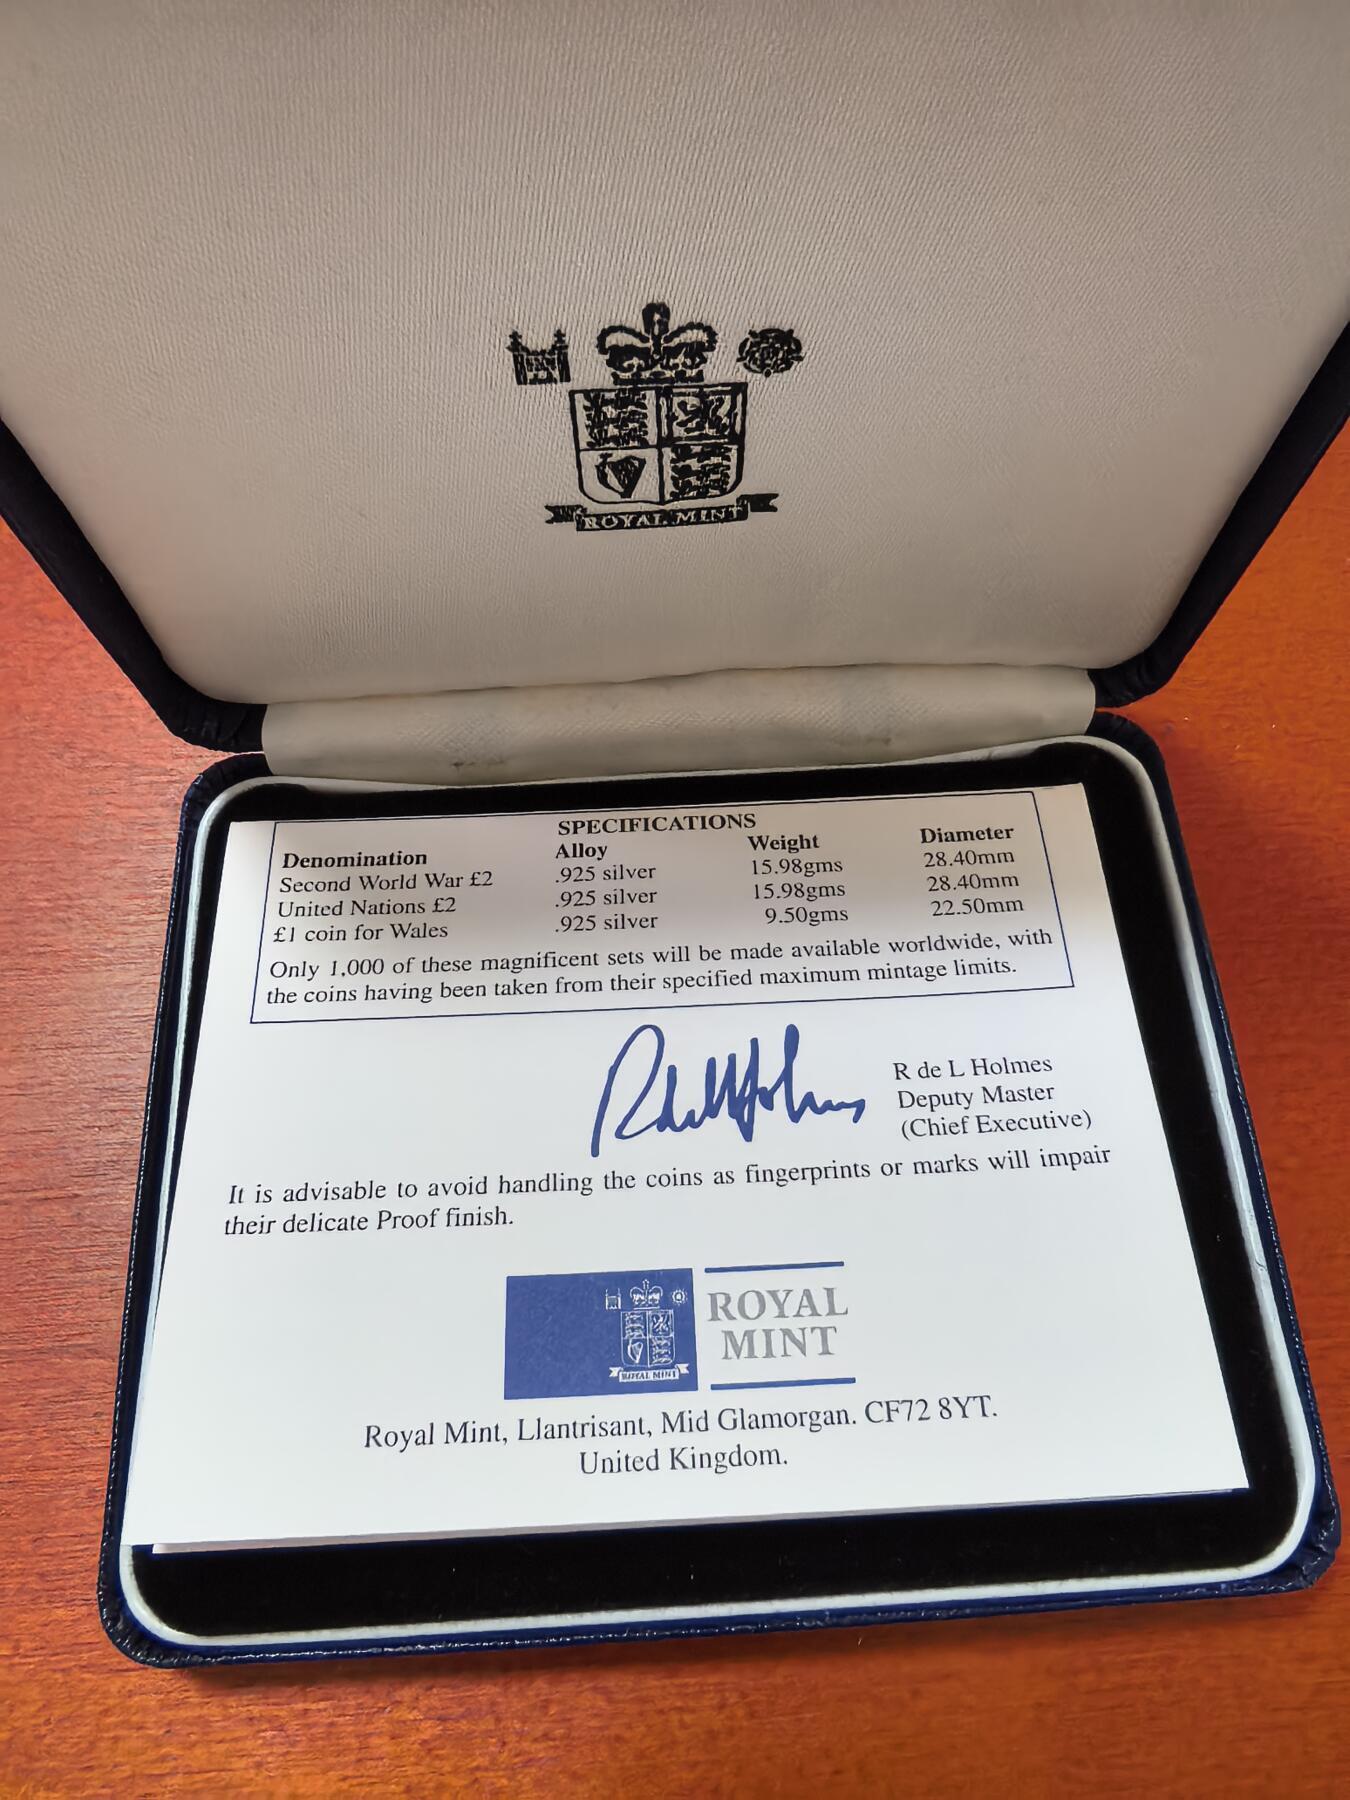 ROYAL MINT
SPECIFICATIONS
Denomination Alloy Weight Diameter
Second World War £2 .925 silver 15.98gms 28.40mm
United Nations £2 .925 silver 15.98gms 28.40mm
£1 coin for Wales .925 silver 9.50gms 22.50mm
Only 1,000 of these magnificent sets will be made available worldwide, with
the coins having been taken from their specified maximum mintage limits.
R de L Holmes
Deputy Master
(Chief Executive)
It is advisable to avoid handling the coins as fingerprints or marks will impair
their delicate Proof finish.
ROYAL MINT
ROYAL
MINT
Royal Mint, Llantrisant, Mid Glamorgan. CF72 8YT.
United Kingdom.